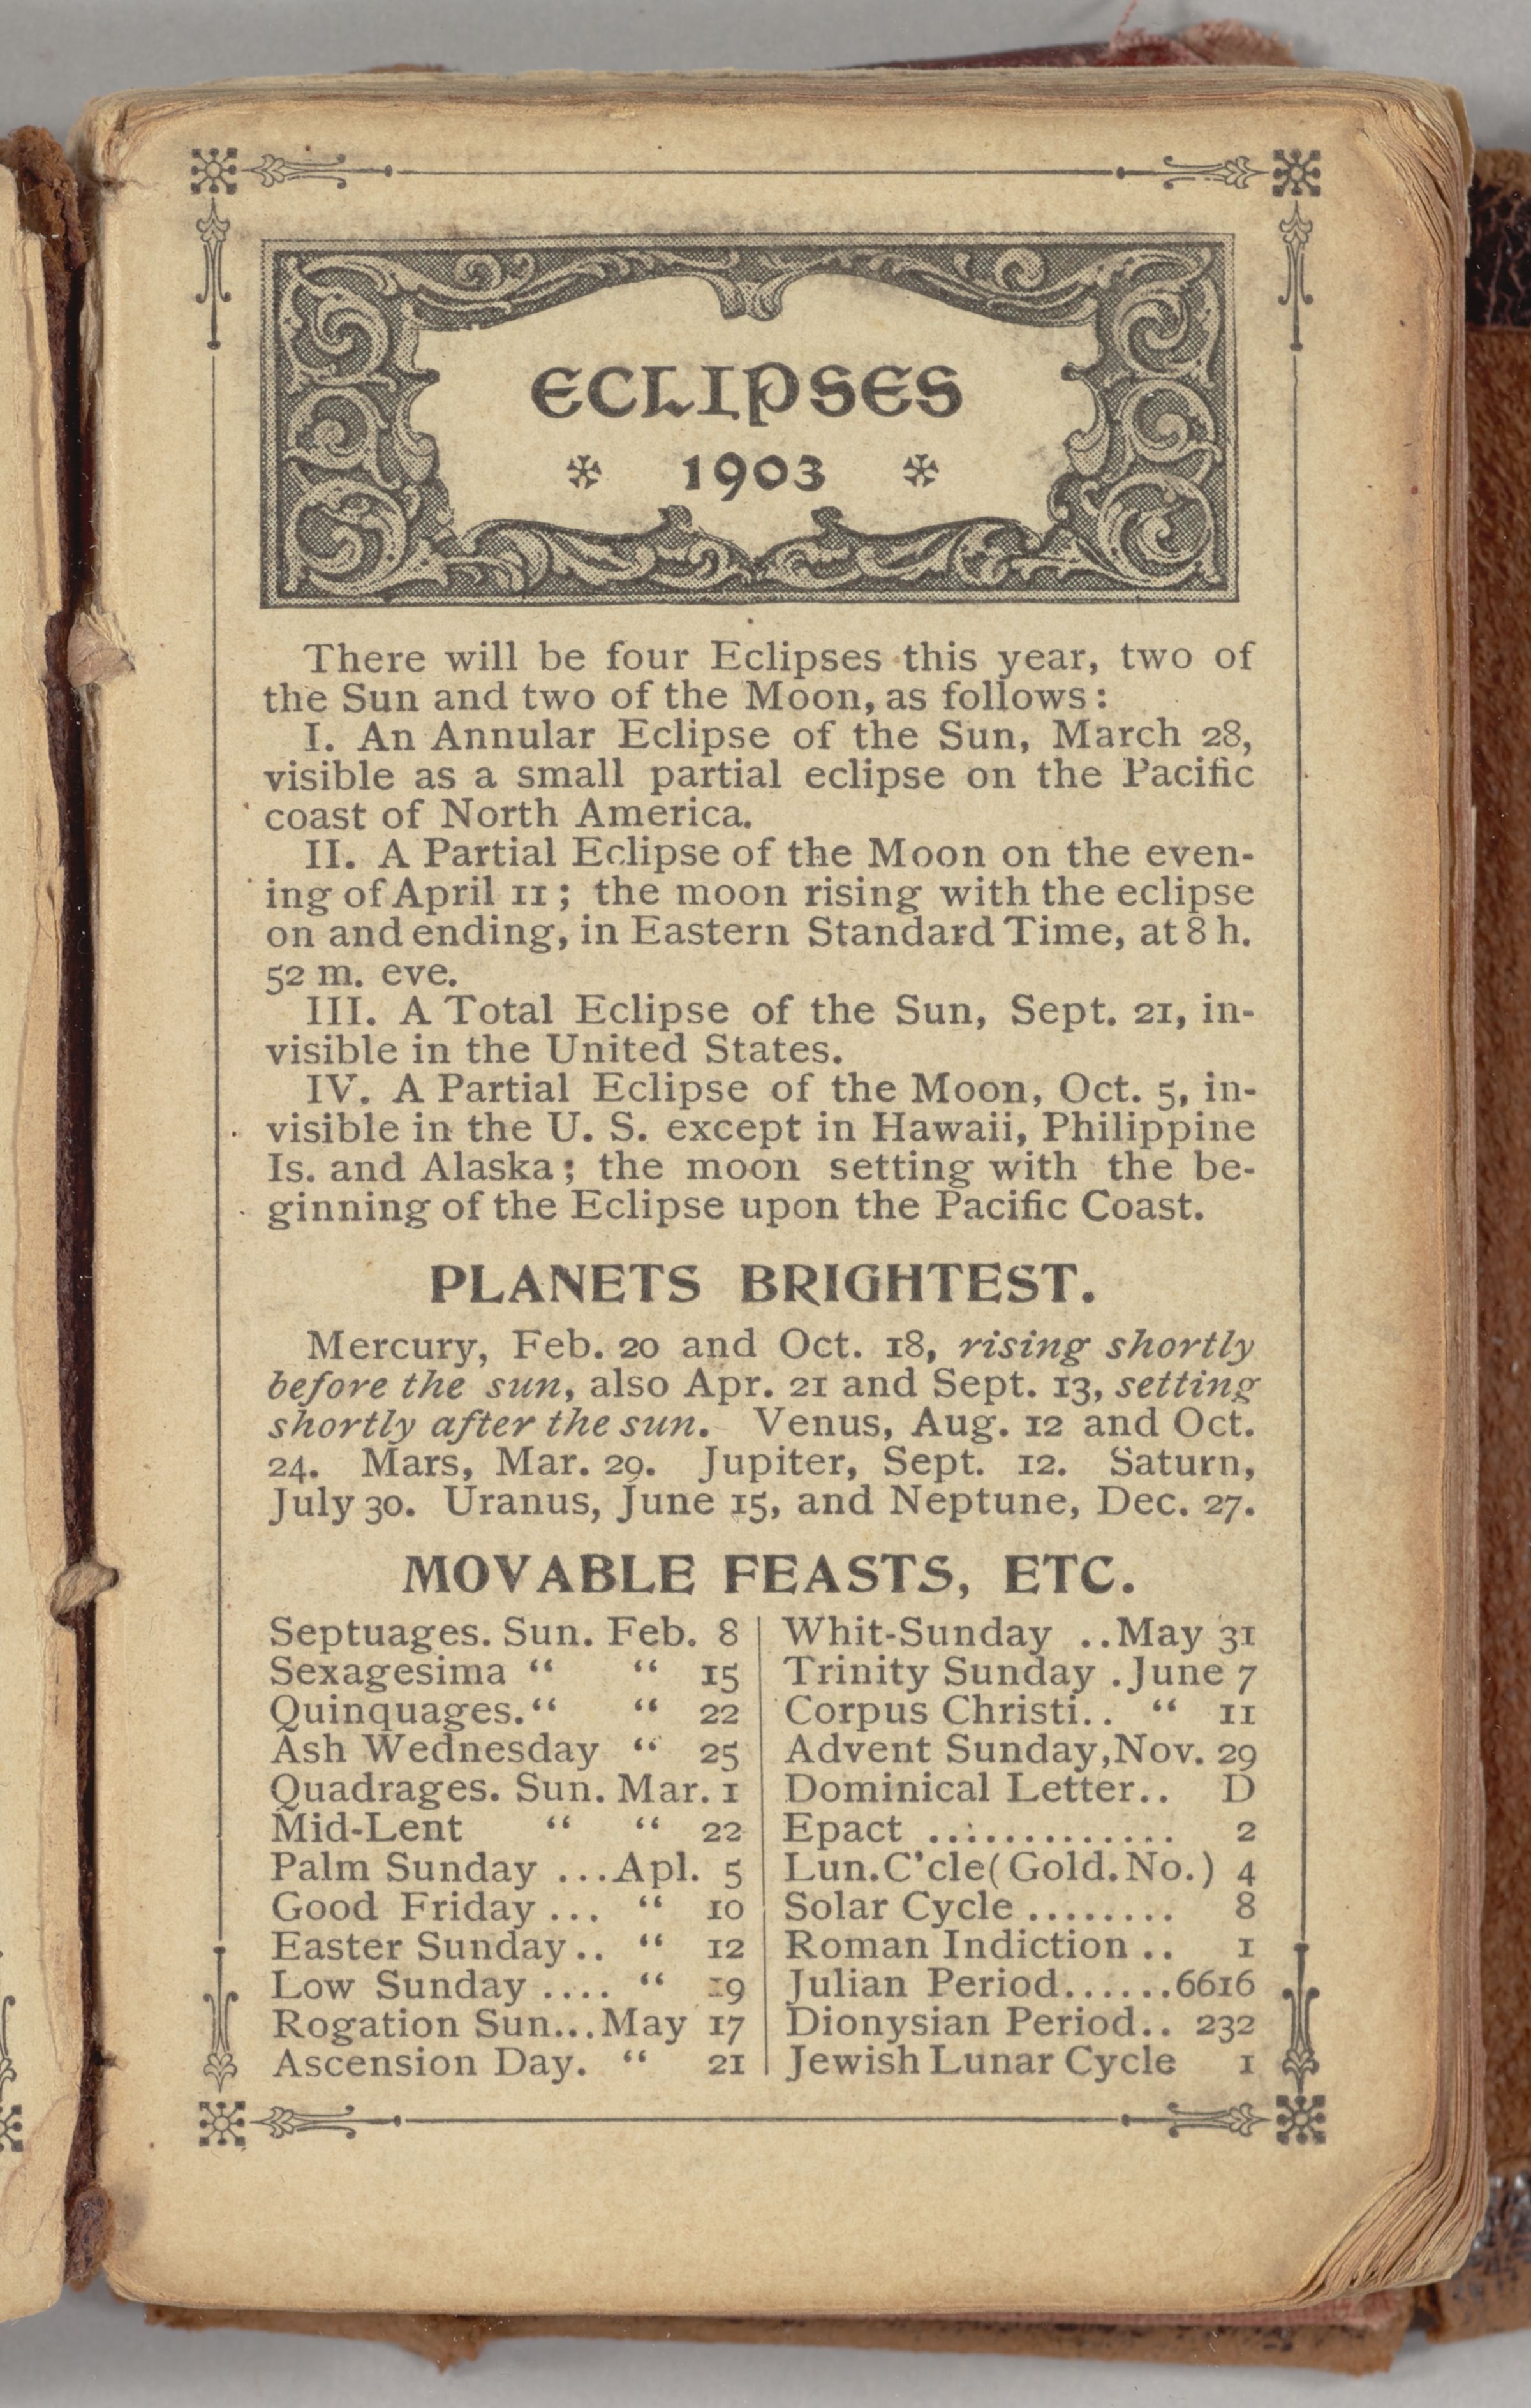 ECLIPSES
1903
There will be four Eclipses this year, two of
the Sun and two of the Moon, as follows:
I. An Annular Eclipse of the Sun, March 28,
visible as a small partial eclipse on the Pacific
coast of North America.
II. A Partial Eclipse of the Moon on the even-
ing of April 11; the moon rising with the eclipse
on and ending, in Eastern Standard Time, at 8 h.
52 m. eve.
III. A Total Eclipse of the Sun, Sept. 21, in-
visible in the United States.
IV. A Partial Eclipse of the Moon, Oct. 5, in-
visible in the U. S. except in Hawaii, Philippine
Is. and Alaska; the moon setting with the be-
ginning of the Eclipse upon the Pacific Coast.
PLANETS BRIGHTEST.
Mercury, Feb. 20 and Oct. 18, rising shortly
before the sun, also Apr. 21 and Sept. 13, setting
shortly after the sun. Venus, Aug. 12 and Oct.
24. Mars, Mar. 29. Jupiter, Sept. 12. Saturn,
July 30. Uranus, June 15, and Neptune, Dec. 27.
MOVABLE FEASTS, ETC.
Septuages. Sun. Feb. 8
Sexagesima “ “ 15
Quinquages.“ “ 22
Ash Wednesday “ 25
Quadrages. Sun. Mar. 1
Mid-Lent “ “ 22
Palm Sunday ...Apl. 5
Good Friday ... “ 10
Easter Sunday.. “ 12
Low Sunday .... “ 19
Rogation Sun...May 17
Ascension Day. “ 21
Whit-Sunday ..May 31
Trinity Sunday .June 7
Corpus Christi.. “ 11
Advent Sunday,Nov. 29
Dominical Letter.. D
Epact ............. 2
Lun.C'cle(Gold.No.) 4
Solar Cycle ........ 8
Roman Indiction .. 1
Julian Period......6616
Dionysian Period.. 232
Jewish Lunar Cycle 1